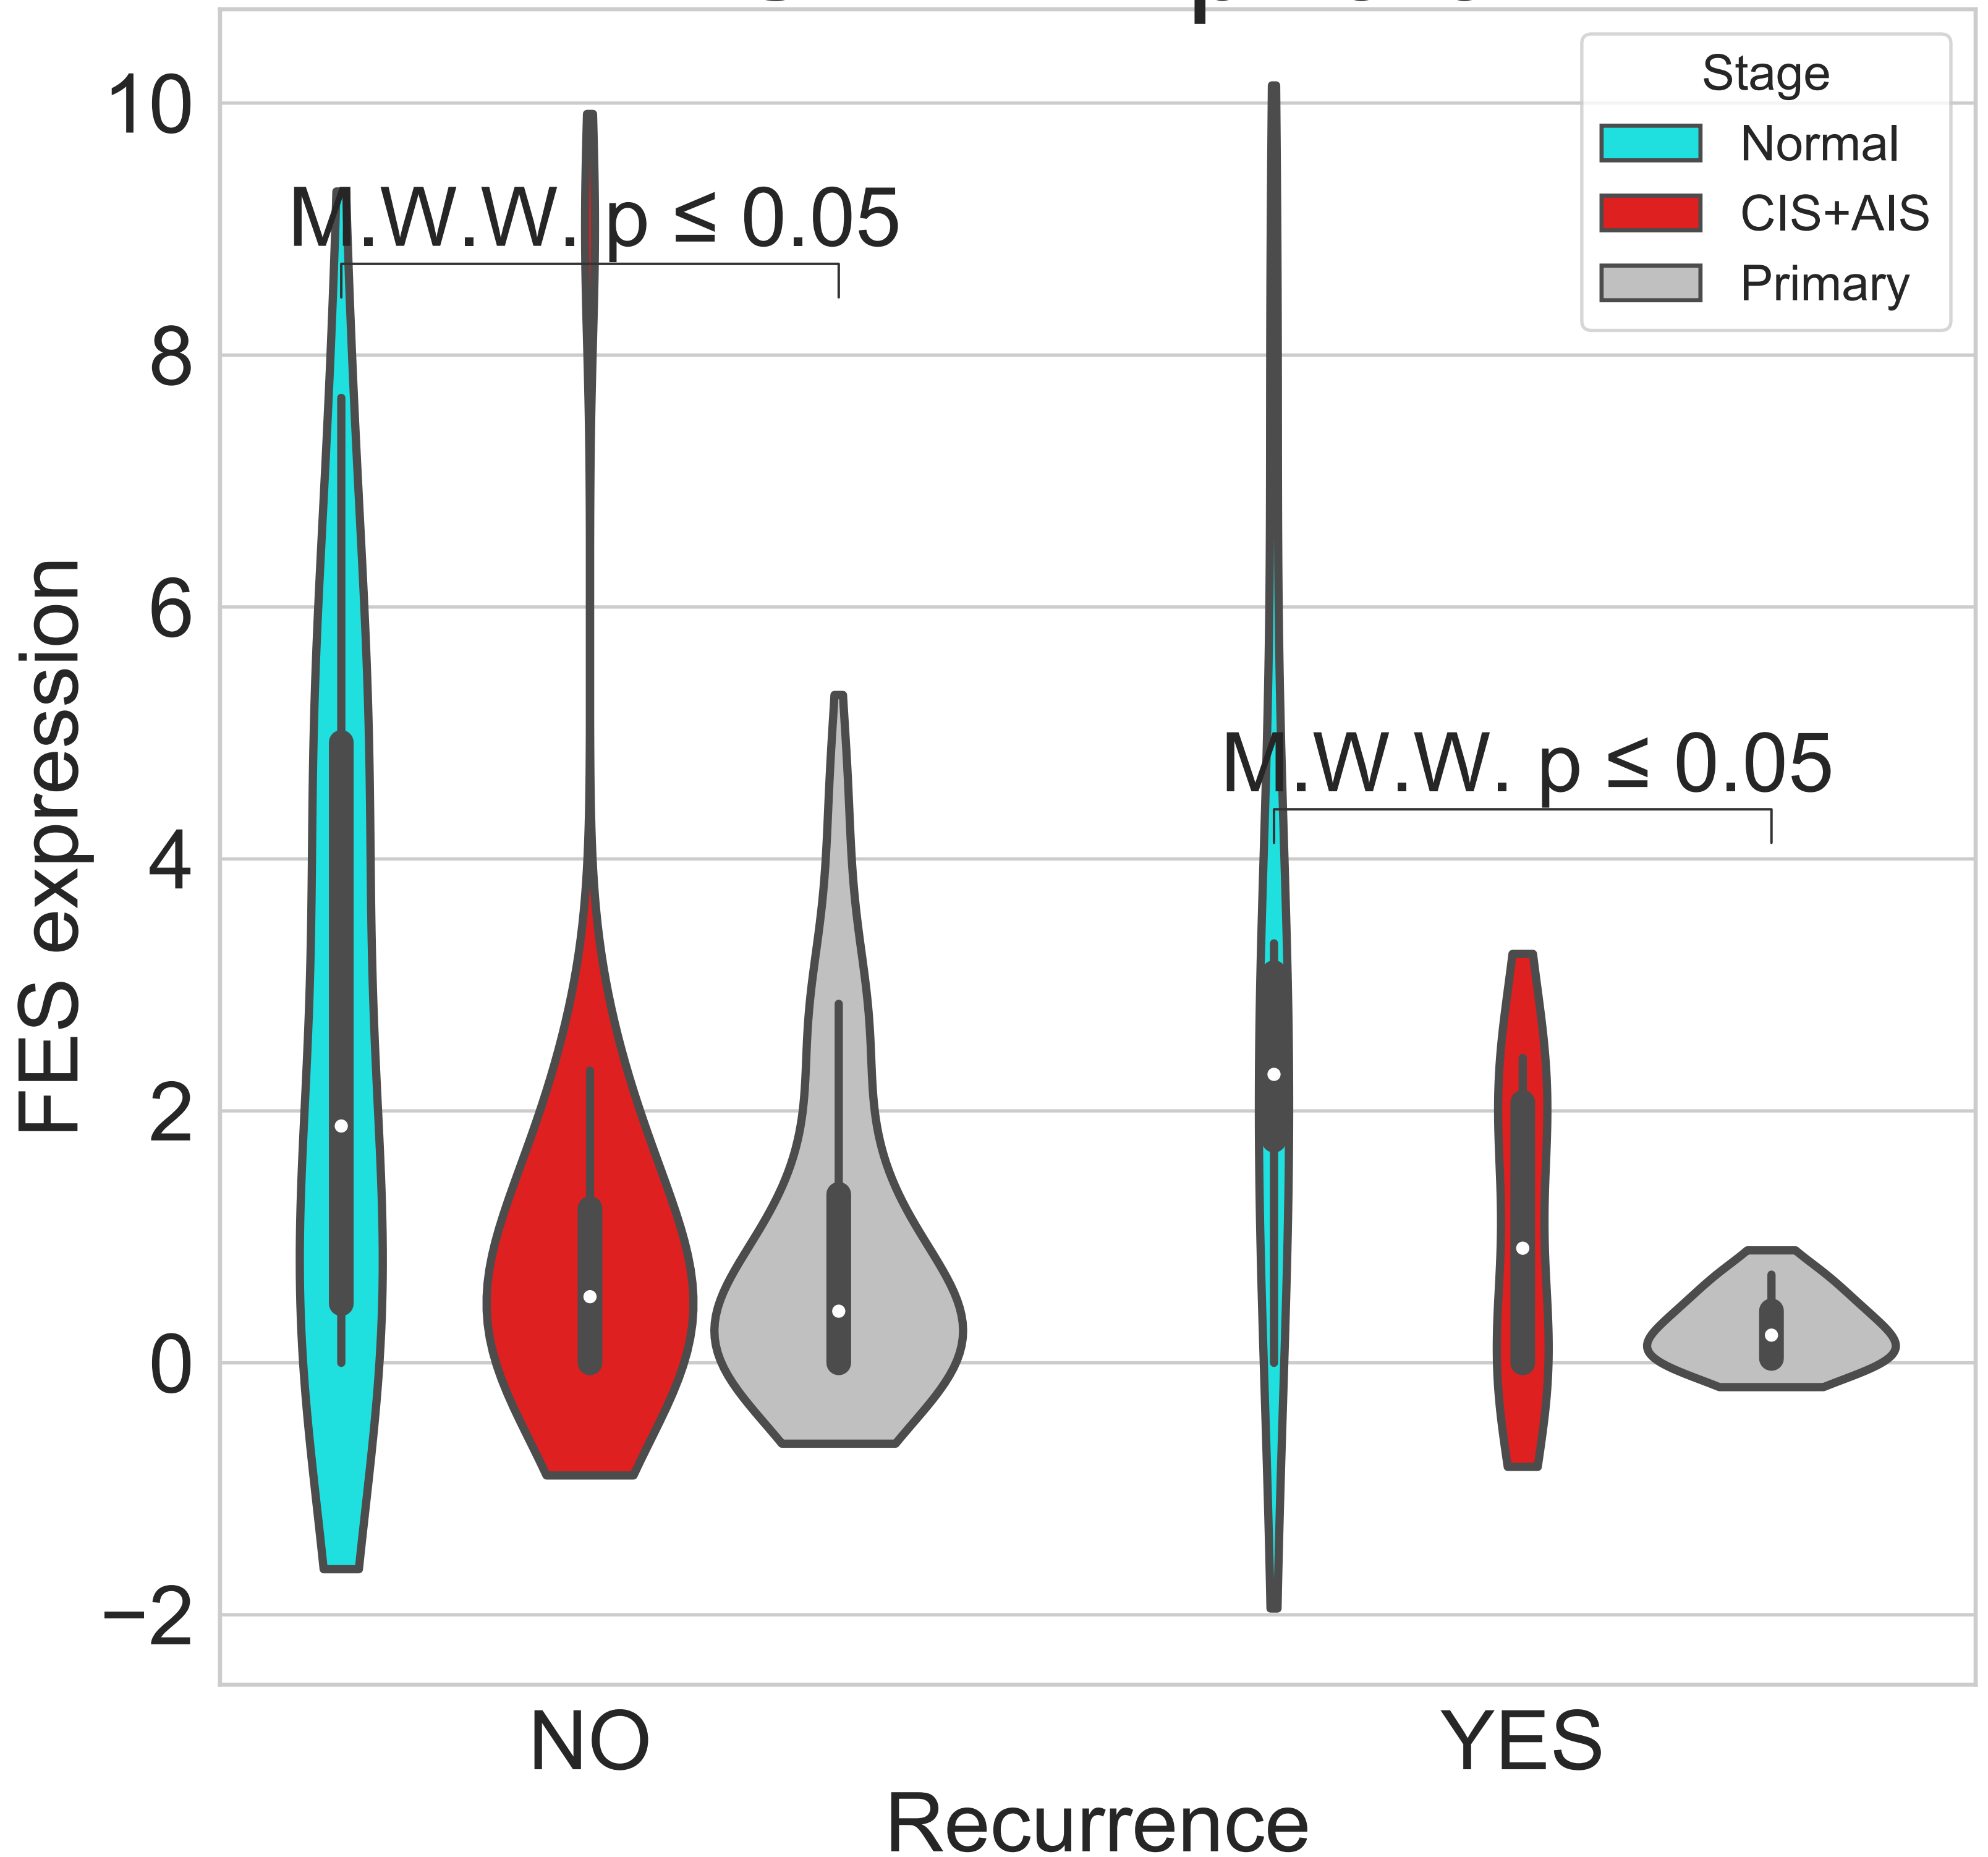 10
8
6
4
2
0
−2
FES expression
M.W.W. p ≤ 0.05
M.W.W. p ≤ 0.05
Stage
Normal
CIS+AIS
Primary
NO
YES
Recurrence